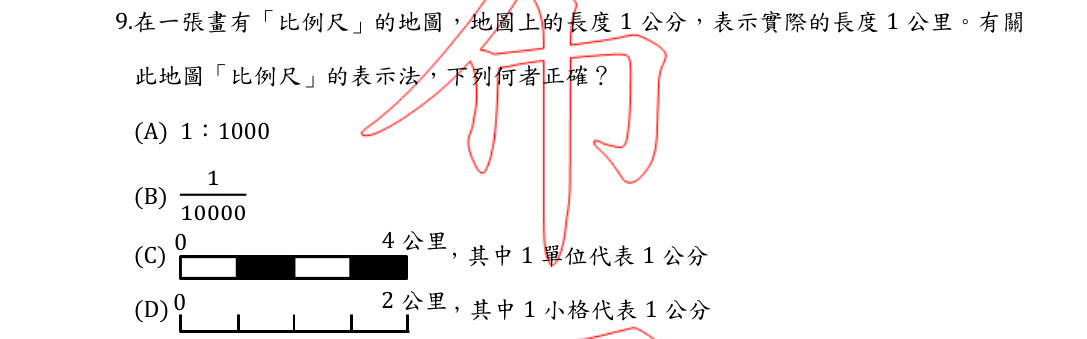 9.在一張畫有「比例尺」的地圖,地圖上的長度 1 公分,表示實際的長度 1 公里。有關
此地圖「比例尺」的表示法,下列何者正確?
(A) 1:1000
(B) 1/10000
(C) 0 4 公里,其中 1 單位代表 1 公分
(D) 0 2 公里,其中 1 小格代表 1 公分
布